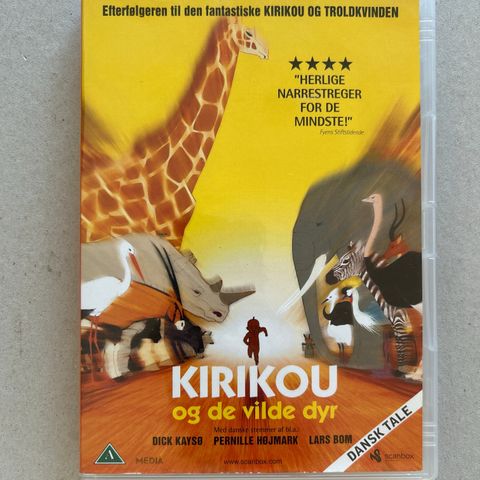 Efterfølgeren til den fantastiske KIRIKOU OG TROLDKVINDEN
"HERLIGE
NARRESTREGER
FOR DE
MINDSTE!"
Fyens Stiftstidende
KIRIKOU
og de vilde dyr
Med danske stemmer af bl.a.:
DICK KAYSØ PERNILLE HØJMARK LARS BOM
DANSK TALE
A
MEDIA
www.scanbox.com
scanbox